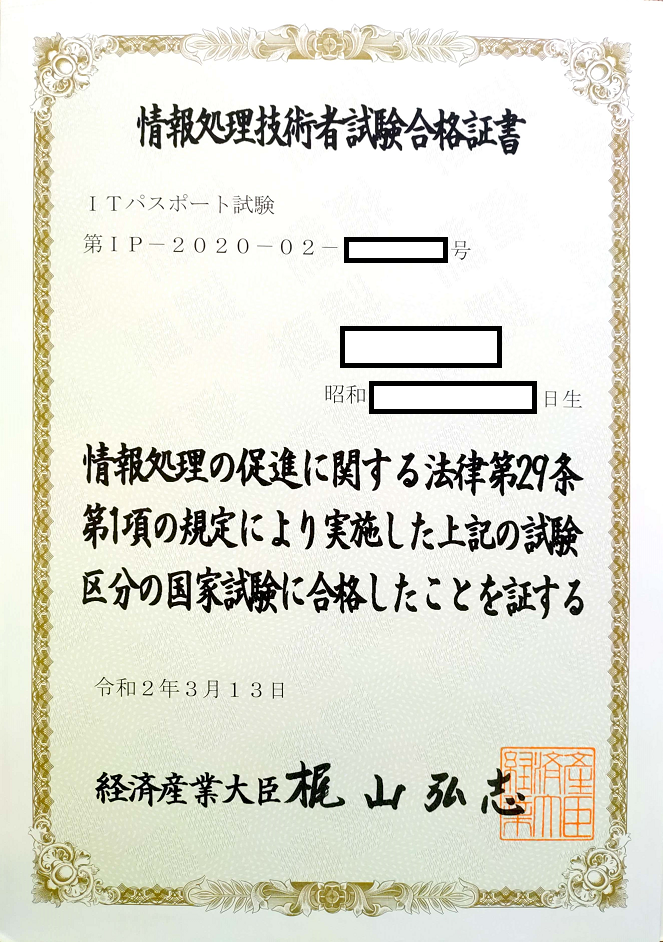 情報処理技術者試験合格証書
ITパスポート試験
第IP-2020-02-
号
昭和
日生
情報処理の促進に関する法律第29条
第1項の規定により実施した上記の試験
区分の国家試験に合格したことを証する
令和2年3月13日
経済産業大臣 梶山弘志
経済産業大臣